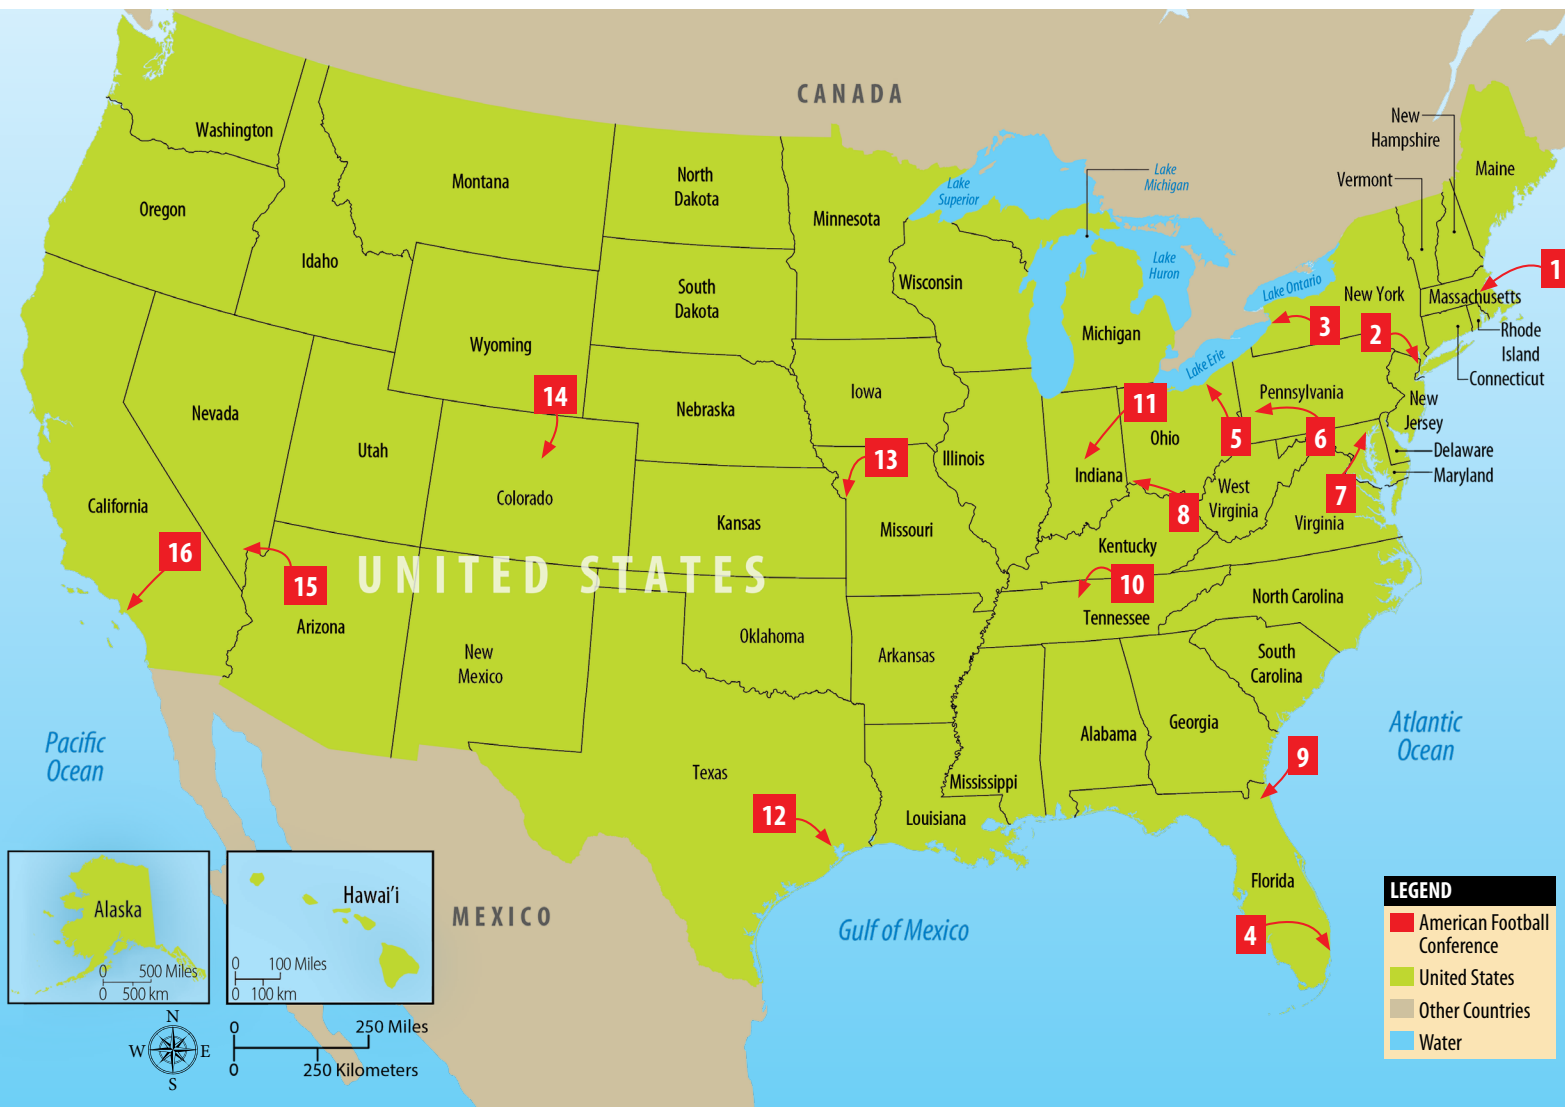 CANADA
Washington
Oregon
Idaho
Montana
North
Dakota
South
Dakota
Minnesota
Wisconsin
Wyoming
Nebraska
Iowa
Nevada
Utah
Colorado
Kansas
Missouri
Illinois
Indiana
Ohio
Michigan
California
Arizona
New
Mexico
Oklahoma
Arkansas
Texas
Louisiana
Mississippi
Alabama
Georgia
Florida
South
Carolina
North Carolina
Tennessee
Kentucky
West
Virginia
Virginia
Pennsylvania
New York
New
Jersey
Delaware
Maryland
Connecticut
Rhode
Island
Massachusetts
Vermont
New
Hampshire
Maine
Lake
Superior
Lake
Michigan
Lake
Huron
Lake Ontario
Lake Erie
UNITED STATES
1
2
3
4
5
6
7
8
9
10
11
12
13
14
15
16
Pacific
Ocean
Atlantic
Ocean
Gulf of Mexico
MEXICO
Alaska
0 500 Miles
0 500 km
Hawai’i
0 100 Miles
0 100 km
N
W E
S
0 250 Miles
0 250 Kilometers
LEGEND
American Football
Conference
United States
Other Countries
Water